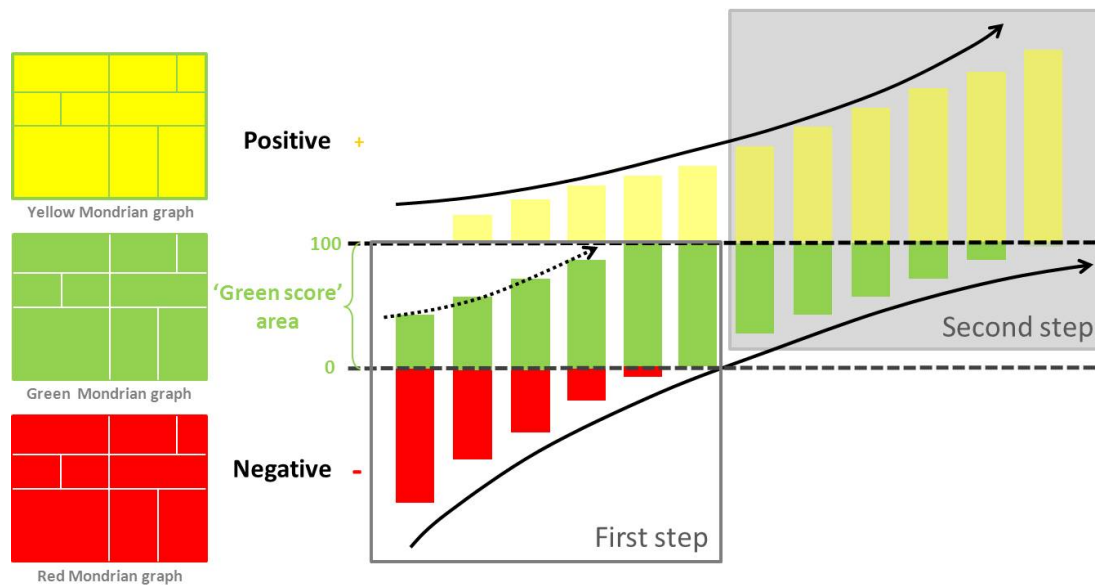 Yellow Mondrian graph
Green Mondrian graph
Red Mondrian graph
Positive +
100
'Green score'
area
0
Negative -
First step
Second step